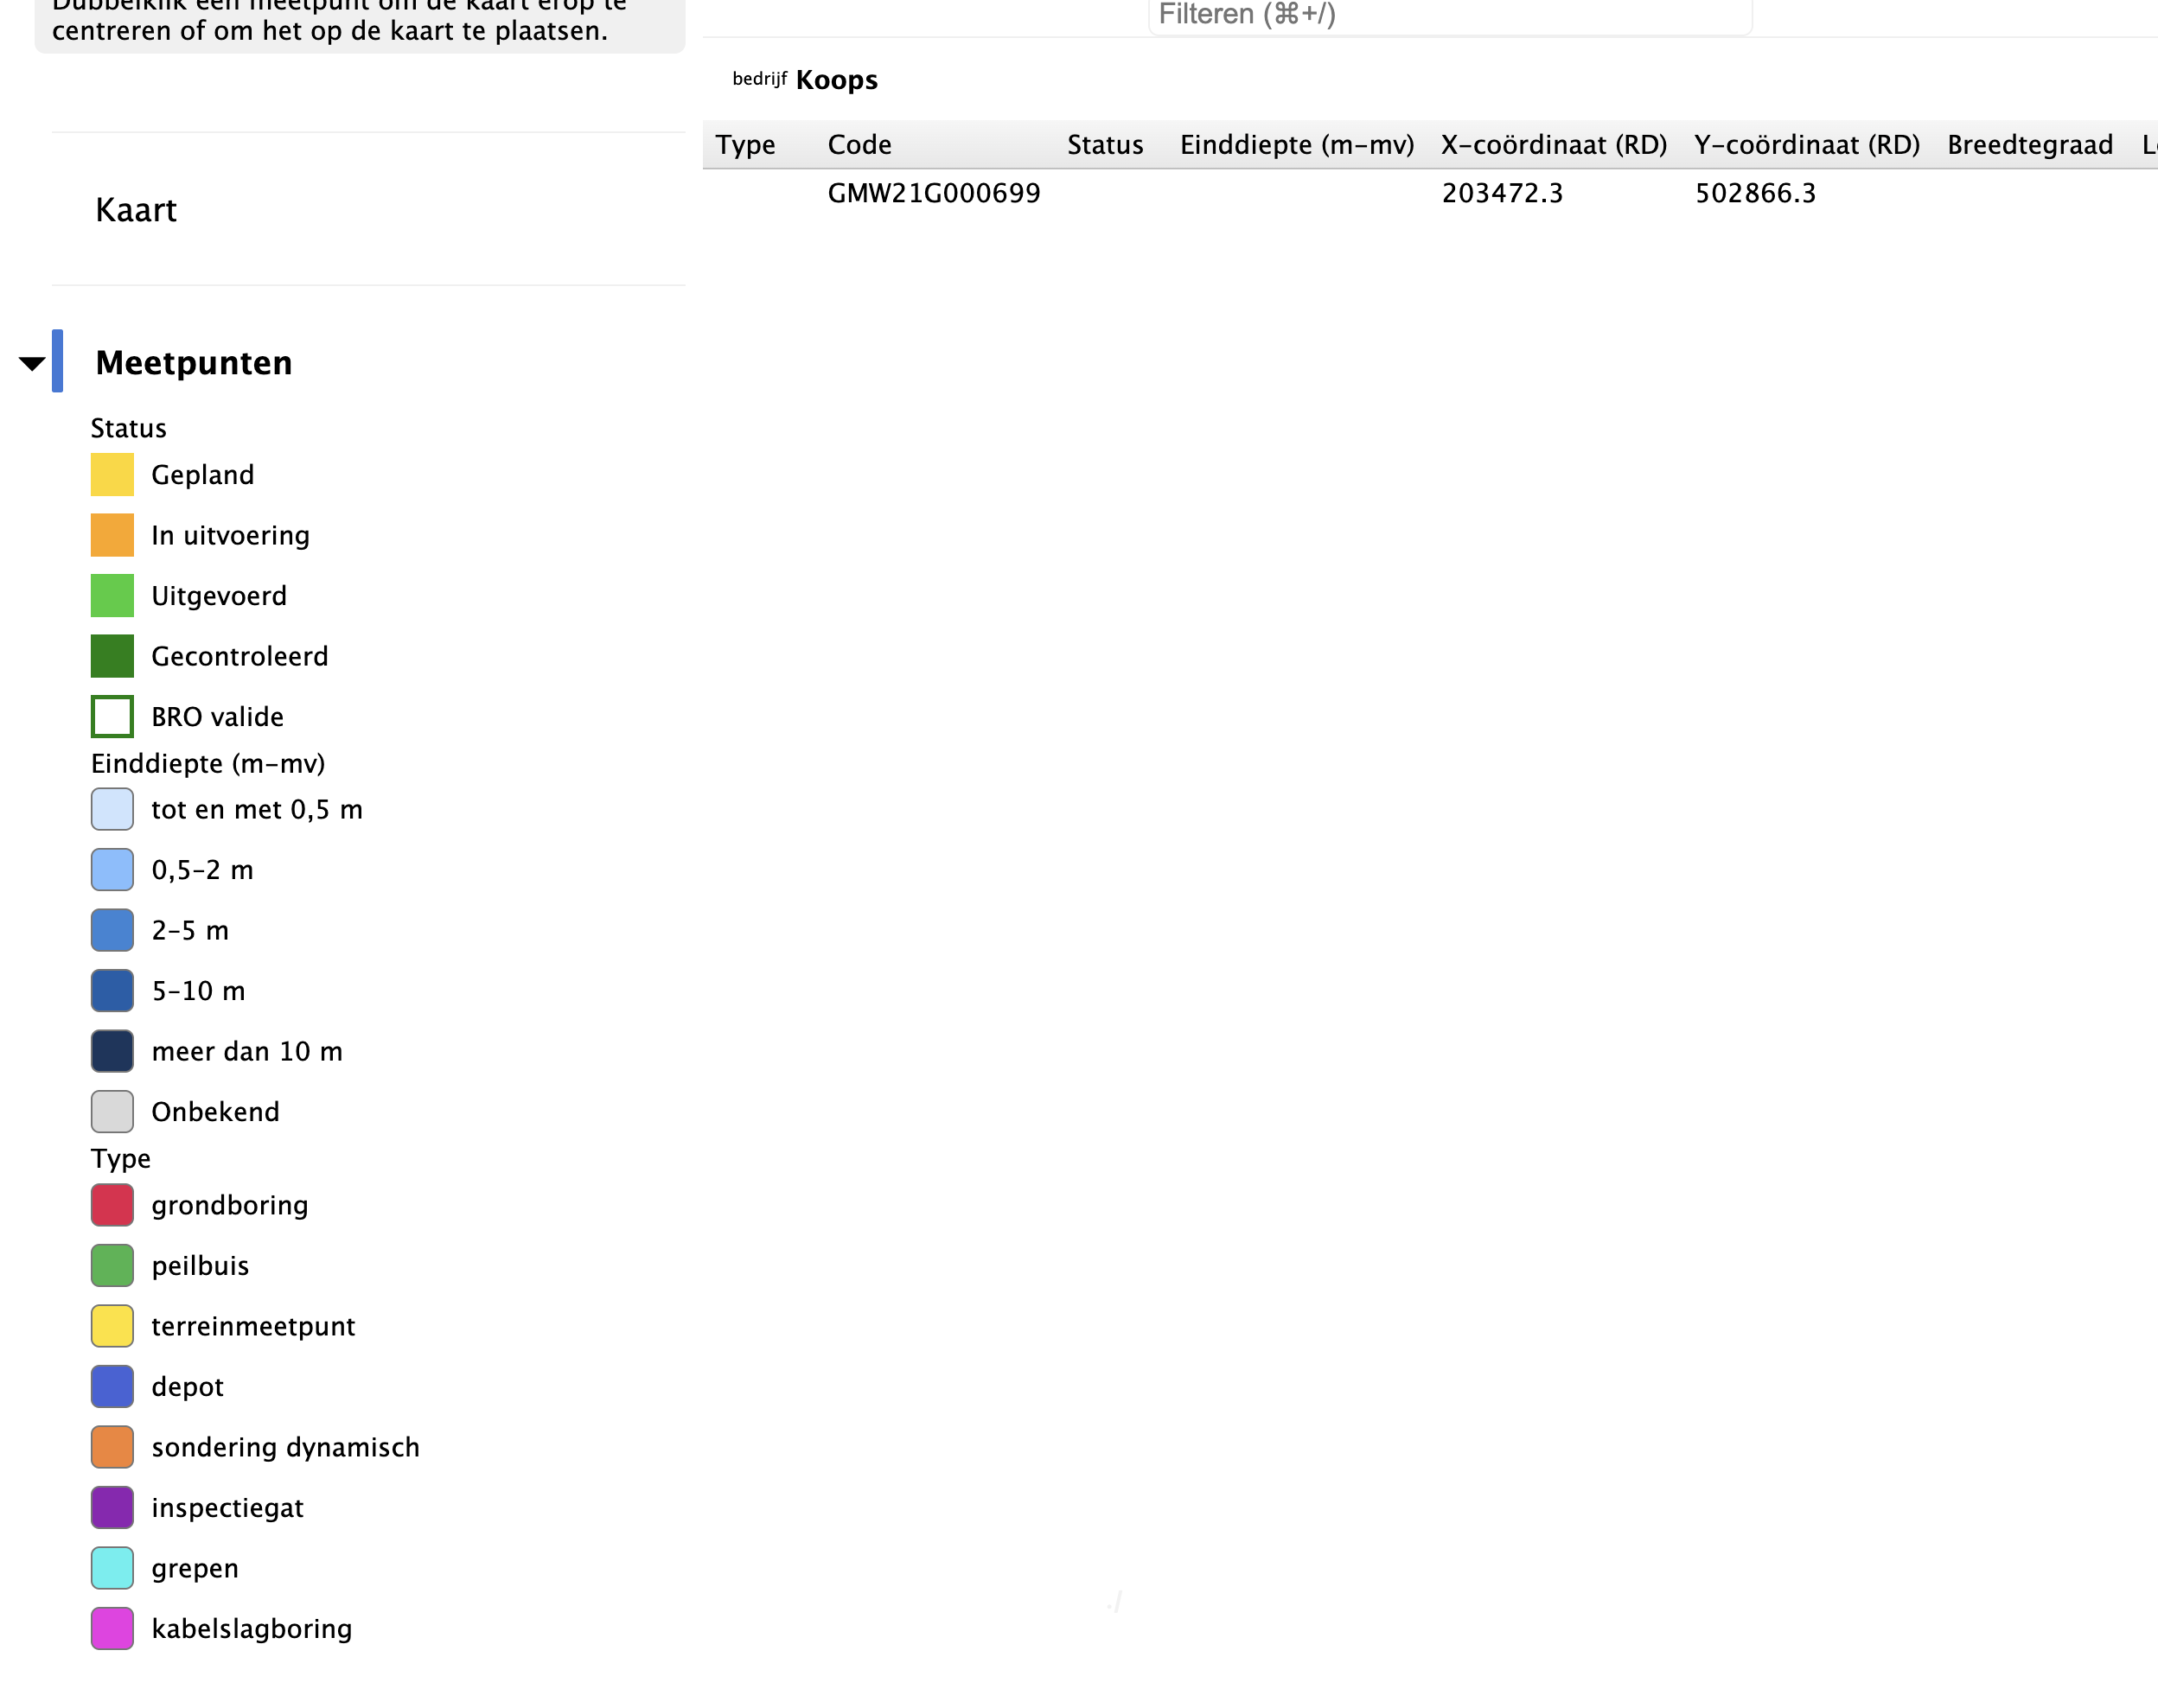 centreren of om het op de kaart te plaatsen.
Kaart
Meetpunten
Status
Gepland
In uitvoering
Uitgevoerd
Gecontroleerd
BRO valide
Einddiepte (m-mv)
tot en met 0,5 m
0,5-2 m
2-5 m
5-10 m
meer dan 10 m
Onbekend
Type
grondboring
peilbuis
terreinmeetpunt
depot
sondering dynamisch
inspectiegat
grepen
kabelslagboring
Filteren (⌘+/)
bedrijf Koops
Type Code Status Einddiepte (m-mv) X-coördinaat (RD) Y-coördinaat (RD) Breedtegraad
GMW21G000699 203472.3 502866.3